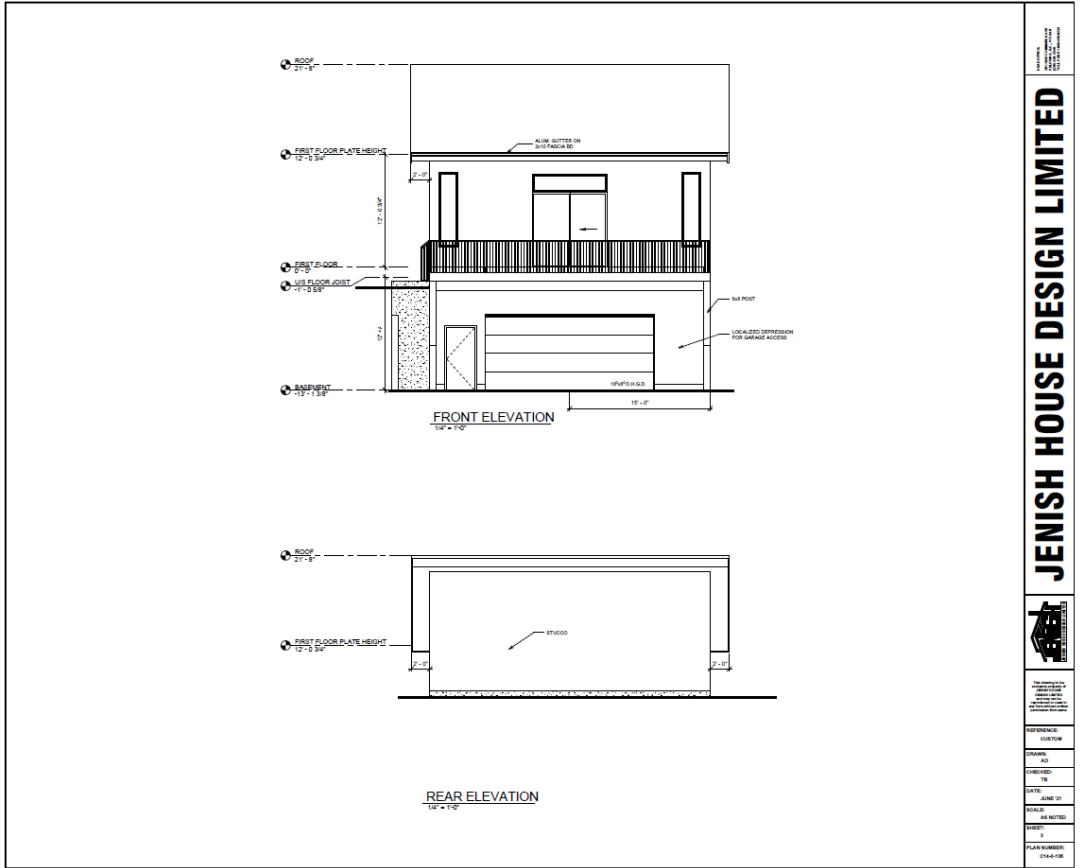 ROOF
21' - 8"
ALUM. GUTTER ON
2x10 FASCIA BD
FIRST FLOOR PLATE HEIGHT
12' - 0 3/4"
2' - 0"
12' - 0 3/4"
FIRST FLOOR
0' - 0"
U/S FLOOR JOIST
-1' - 0 5/8"
8x8 POST
LOCALIZED DEPRESSION
FOR GARAGE ACCESS
12' +/-
BASEMENT
-13' - 1 3/8"
15' - 0"
FRONT ELEVATION
1/4" = 1'-0"
ROOF
21' - 8"
STUCCO
FIRST FLOOR PLATE HEIGHT
12' - 0 3/4"
2' - 0"
2' - 0"
REAR ELEVATION
1/4" = 1'-0"
JENISH HOUSE DESIGN LIMITED
REFERENCE:
CUSTOM
DRAWN:
AD
CHECKED:
TB
DATE:
JUNE '21
SCALE:
AS NOTED
SHEET:
PLAN NUMBER: